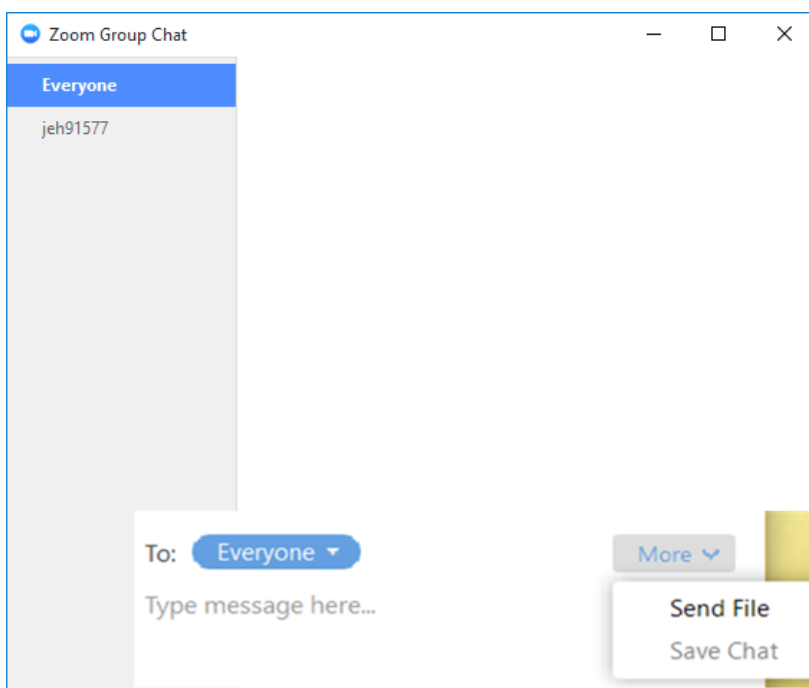 Zoom Group Chat
Everyone
jeh91577
To: Everyone More
Type message here...
Send File
Save Chat